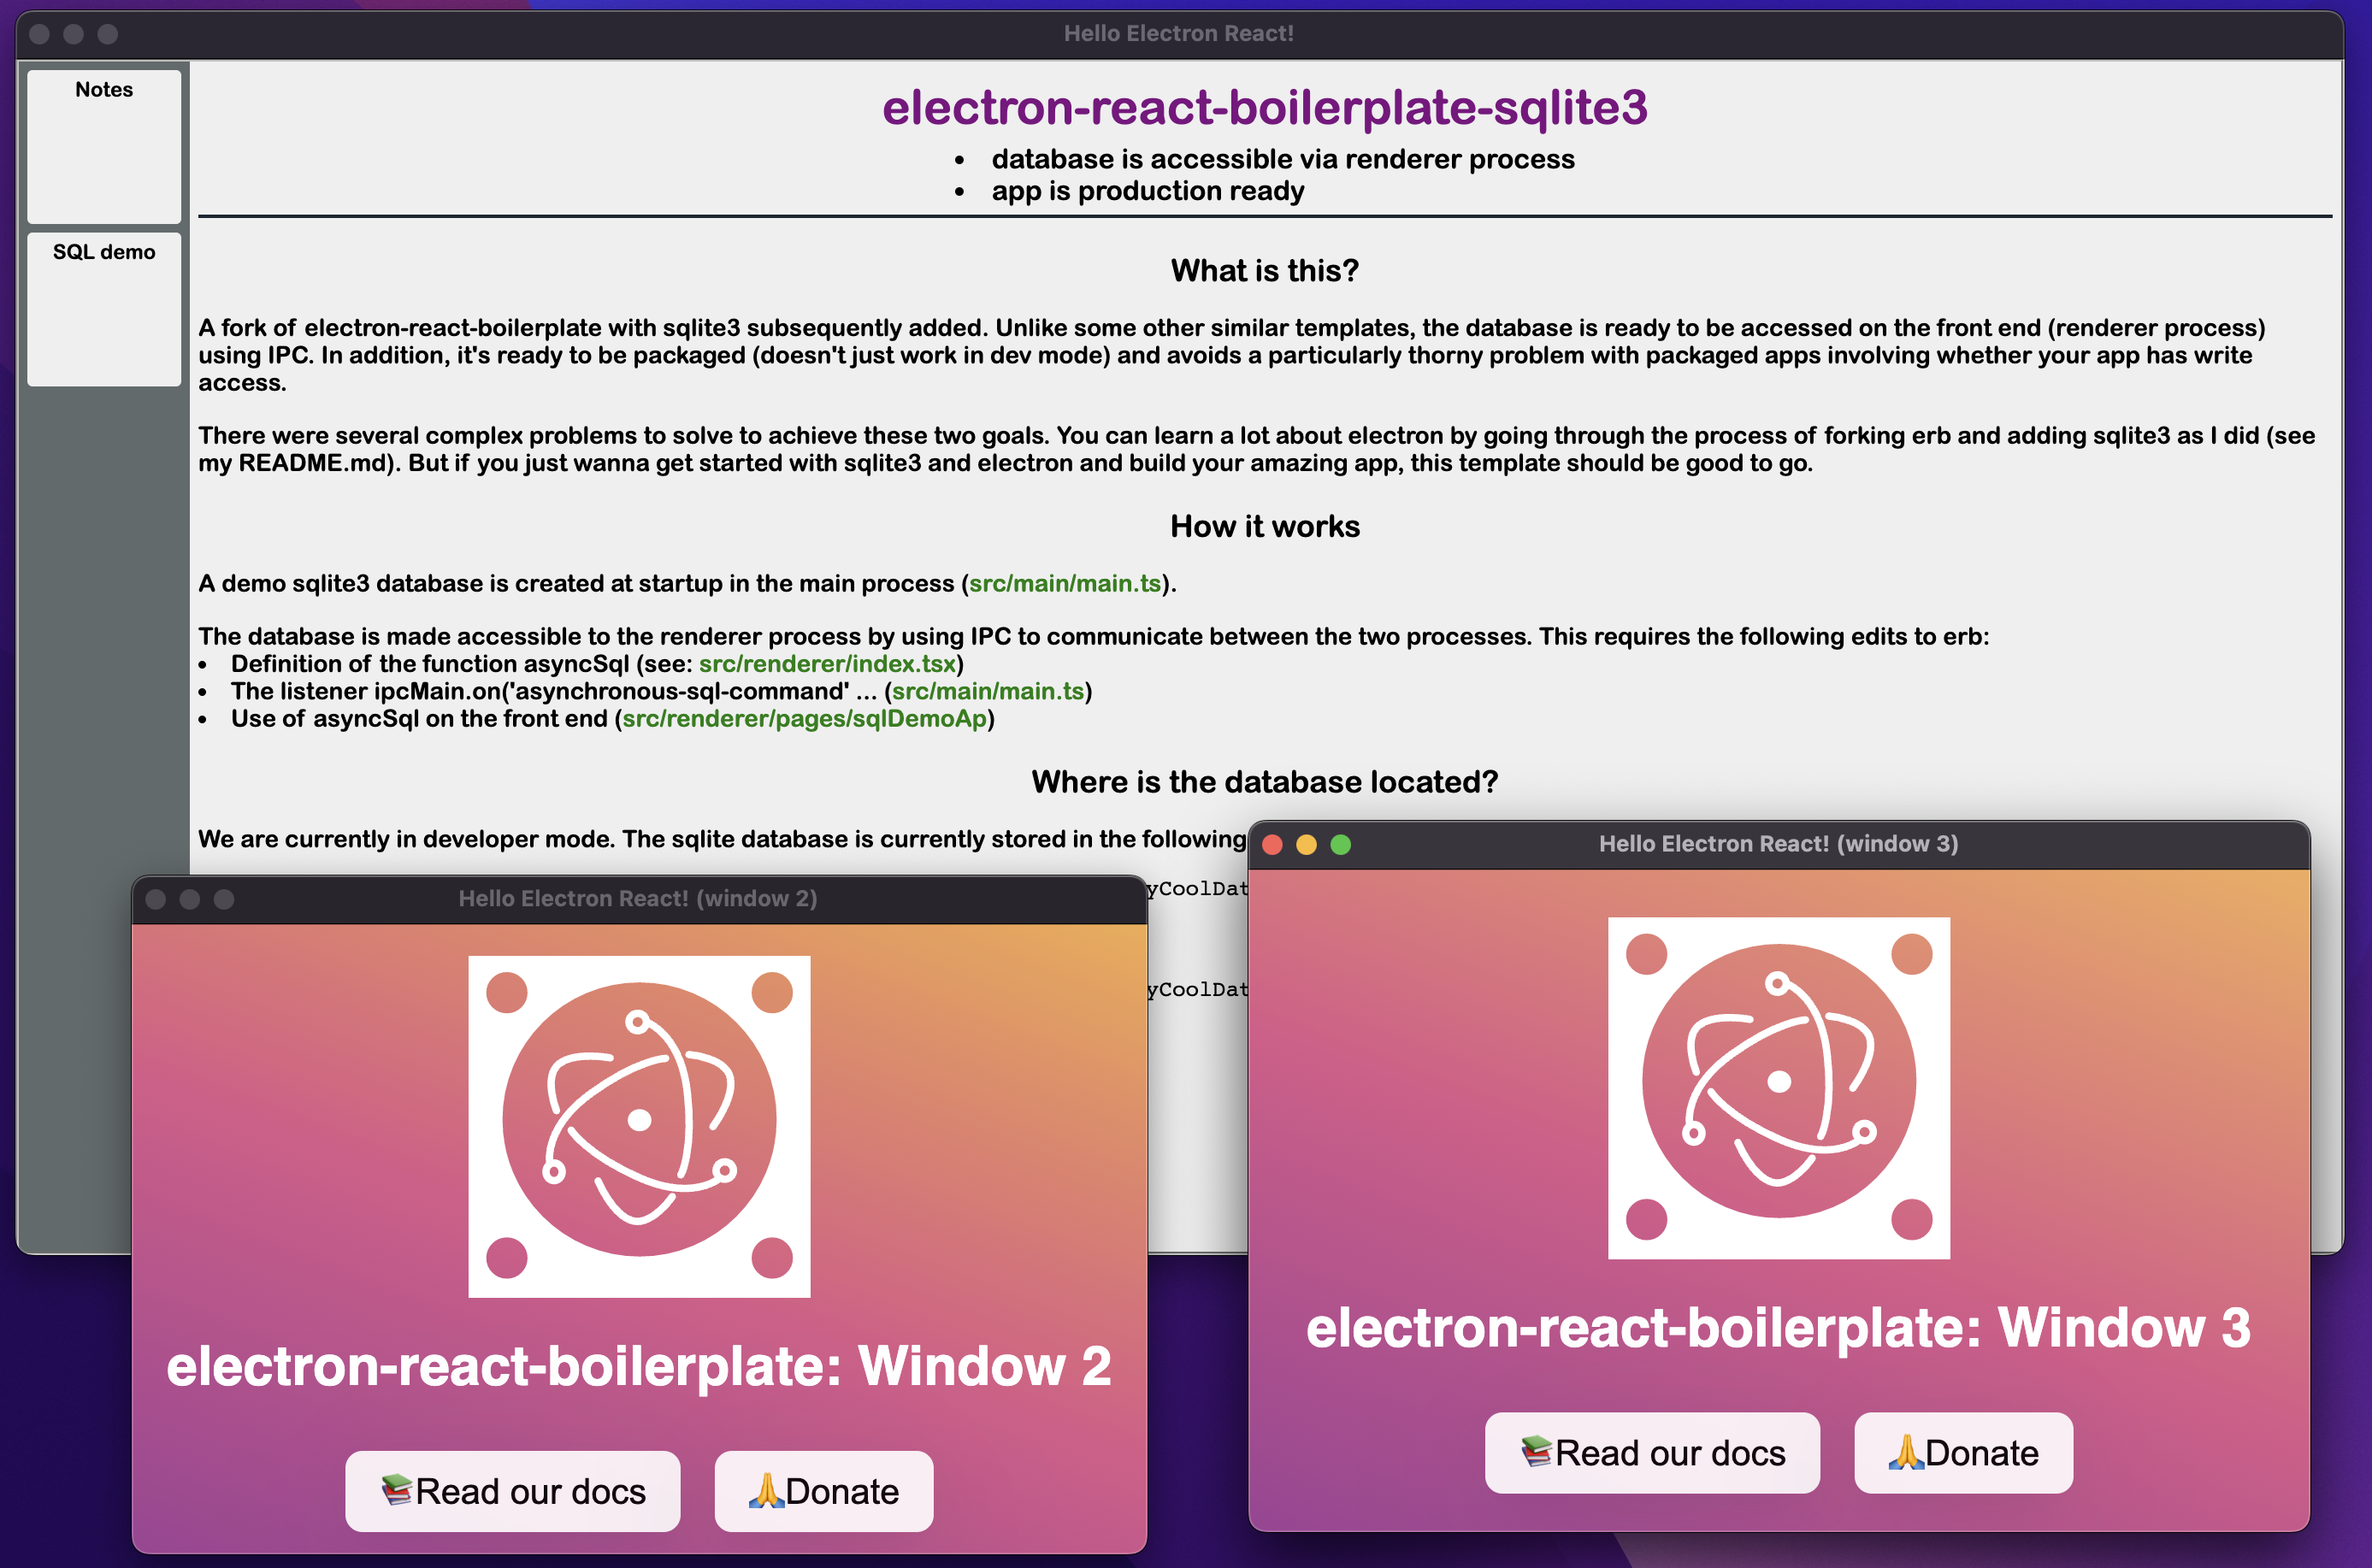 Hello Electron React!
Notes
SQL demo
electron-react-boilerplate-sqlite3
• database is accessible via renderer process
• app is production ready
What is this?
A fork of electron-react-boilerplate with sqlite3 subsequently added. Unlike some other similar templates, the database is ready to be accessed on the front end (renderer process)
using IPC. In addition, it's ready to be packaged (doesn't just work in dev mode) and avoids a particularly thorny problem with packaged apps involving whether your app has write
access.
There were several complex problems to solve to achieve these two goals. You can learn a lot about electron by going through the process of forking erb and adding sqlite3 as I did (see
my README.md). But if you just wanna get started with sqlite3 and electron and build your amazing app, this template should be good to go.
How it works
A demo sqlite3 database is created at startup in the main process (src/main/main.ts).
The database is made accessible to the renderer process by using IPC to communicate between the two processes. This requires the following edits to erb:
• Definition of the function asyncSql (see: src/renderer/index.tsx)
• The listener ipcMain.on('asynchronous-sql-command' ... (src/main/main.ts)
• Use of asyncSql on the front end (src/renderer/pages/sqlDemoAp)
Where is the database located?
We are currently in developer mode. The sqlite database is currently stored in the following
yCoolDat
yCoolDat
Hello Electron React! (window 2)
electron-react-boilerplate: Window 2
📚Read our docs
🙏Donate
Hello Electron React! (window 3)
electron-react-boilerplate: Window 3
📚Read our docs
🙏Donate